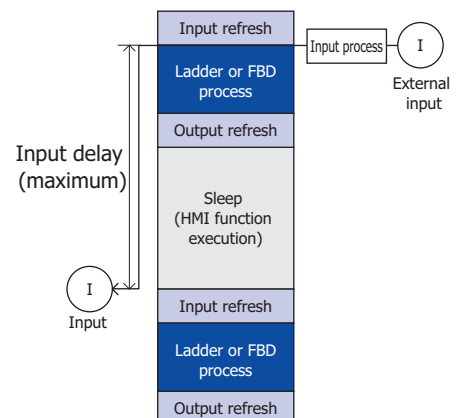 Input refresh
Input process
I
External
input
Ladder or FBD
process
Output refresh
Input delay
(maximum)
Sleep
(HMI function
execution)
I
Input
Input refresh
Ladder or FBD
process
Output refresh